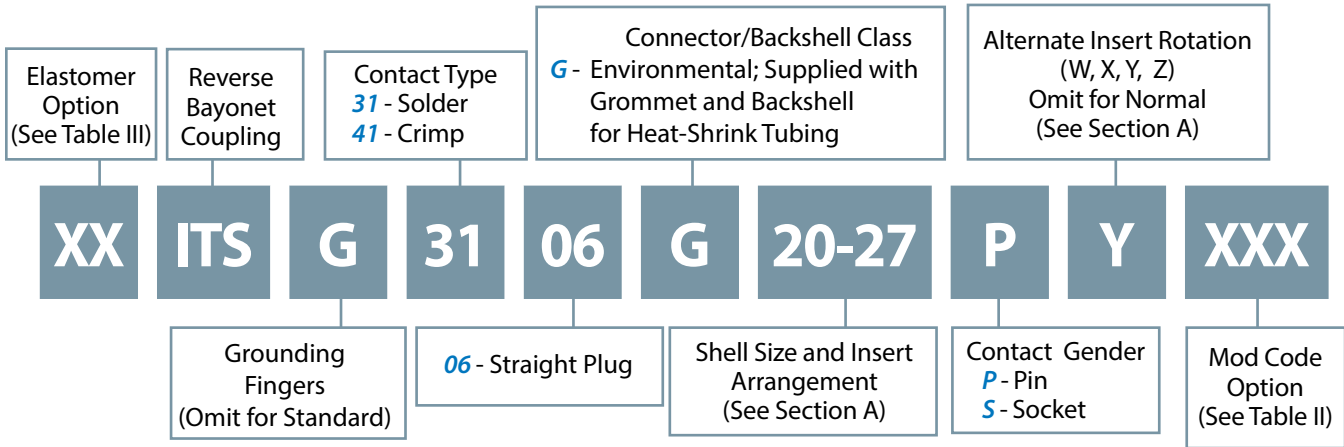 Elastomer
Option
(See Table III)
Reverse
Bayonet
Coupling
Contact Type
31 - Solder
41 - Crimp
Connector/Backshell Class
G - Environmental; Supplied with
Grommet and Backshell
for Heat-Shrink Tubing
Alternate Insert Rotation
(W, X, Y, Z)
Omit for Normal
(See Section A)
XX ITS G 31 06 G 20-27 P Y XXX
Grounding
Fingers
(Omit for Standard)
06 - Straight Plug
Shell Size and Insert
Arrangement
(See Section A)
Contact Gender
P - Pin
S - Socket
Mod Code
Option
(See Table II)